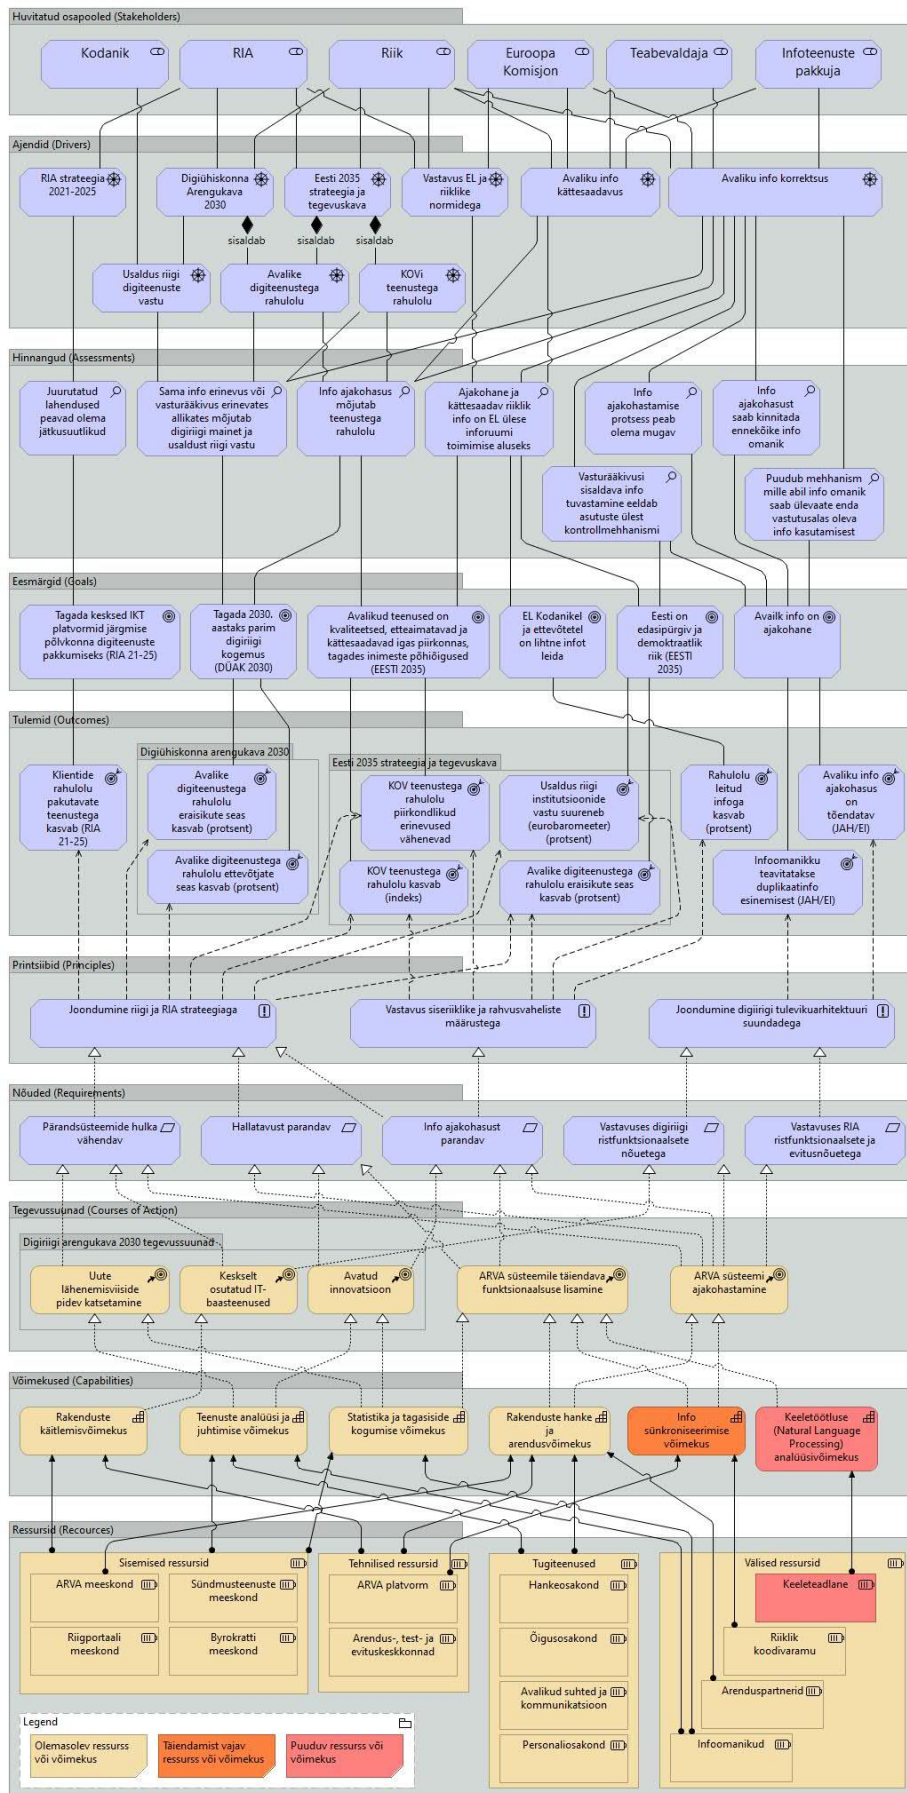 Huvitatud osapooled (Stakeholders)
Kodanik
RIA
Riik
Euroopa
Komisjon
Teabevaldaja
Infoteenuste
pakkuja
Ajendid (Drivers)
RIA strateegia
2021-2025
Digiühiskonna
Arengukava
2030
Eesti 2035
strateegia ja
tegevuskava
Vastavus EL ja
riiklike
normidega
Avaliku info
kättesaadavus
Avaliku info korrektsus
sisaldab
sisaldab
sisaldab
Usaldus riigi
digiteenuste
vastu
Avalike
digiteenustega
rahulolu
KOVi
teenustega
rahulolu
Hinnangud (Assessments)
Juurutatud
lahendused
peavad olema
jätkusuutlikud
Sama info erinevus või
vasturääkivus erinevates
allikates mõjutab
digiriigi mainet ja
usaldust riigi vastu
Info ajakohasus
mõjutab
teenustega
rahulolu
Ajakohane ja
kättesaadav riiklik
info on EL ülese
inforuumi
toimimise aluseks
Info
ajakohastamise
protsess peab
olema mugav
Info
ajakohasust
saab kinnitada
ennekõike info
omanik
Vasturääkivusi
sisaldava info
tuvastamine eeldab
asutuste ülest
kontrollmehhanismi
Puudub mehhanism
mille abil info omanik
saab ülevaate enda
vastutusalas oleva
info kasutamisest
Eesmärgid (Goals)
Tagada kesksed IKT
platvormid järgmise
põlvkonna digiteenuste
pakkumiseks (RIA 21-25)
Tagada 2030.
aastaks parim
digiriigi
kogemus
(DÜAK 2030)
Avalikud teenused on
kvaliteetsed, etteaimatavad ja
kättesaadavad igas piirkonnas,
tagades inimeste põhiõigused
(EESTI 2035)
EL Kodanikel
ja ettevõtetel
on lihtne infot
leida
Eesti on
edasipürgiv ja
demokraatlik
riik (EESTI
2035)
Availk info on
ajakohane
Tulemid (Outcomes)
Digiühiskonna arengukava 2030
Eesti 2035 strateegia ja tegevuskava
Klientide
rahulolu
pakutavate
teenustega
kasvab (RIA
21-25)
Avalike
digiteenustega
rahulolu
eraisikute seas
kasvab (protsent)
KOV teenustega
rahulolu
piirkondlikud
erinevused
vähenevad
Usaldus riigi
institutsioonide
vastu suureneb
(eurobaromeeter)
(protsent)
Rahulolu
leitud
infoga
kasvab
(protsent)
Avaliku info
ajakohasus
on
tõendatav
(JAH/EI)
Avalike digiteenustega
rahulolu ettevõtjate
seas kasvab (protsent)
KOV teenustega
rahulolu kasvab
(indeks)
Avalike digiteenustega
rahulolu eraisikute seas
kasvab (protsent)
Infoomanikku
teavitatakse
duplikaatinfo
esinemisest (JAH/EI)
Printsiibid (Principles)
Joondumine riigi ja RIA strateegiaga
Vastavus siseriiklike ja rahvusvaheliste
määrustega
Joondumine digiirigi tulevikuarhitektuuri
suundadega
Nõuded (Requirements)
Pärandsüsteemide hulka
vähendav
Hallatavust parandav
Info ajakohasust
parandav
Vastavuses digiriigi
ristfunktsionaalsete
nõuetega
Vastavuses RIA
ristfunktsionaalsete ja
evitusnõuetega
Tegevussuunad (Courses of Action)
Digiriigi arengukava 2030 tegevussuunad
Uute
lähenemisviiside
pidev katsetamine
Keskselt
osutatud IT-
baasteenused
Avatud
innovatsioon
ARVA süsteemile täiendava
funktsionaalsuse lisamine
ARVA süsteemi
ajakohastamine
Võimekused (Capabilities)
Rakenduste
käitlemisvõimekus
Teenuste analüüsi ja
juhtimise võimekus
Statistika ja tagasiside
kogumise võimekus
Rakenduste hanke
ja
arendusvõimekus
Info
sünkroniseerimise
võimekus
Keeletöötluse
(Natural Language
Processing)
analüüsivõimekus
Ressursid (Recources)
Sisemised ressursid
ARVA meeskond
Sündmusteenuste
meeskond
Riigportaali
meeskond
Byrokratti
meeskond
Tehnilised ressursid
ARVA platvorm
Arendus-, test- ja
evituskeskkonnad
Tugiteenused
Hankeosakond
Õigusosakond
Avalikud suhted ja
kommunikatsioon
Personaliosakond
Välised ressursid
Keeleteadlane
Riiklik
koodivaramu
Arenduspartnerid
Infoomanikud
Legend
Olemasolev ressurss
või võimekus
Täiendamist vajav
ressurss või võimekus
Puuduv ressurss või
võimekus